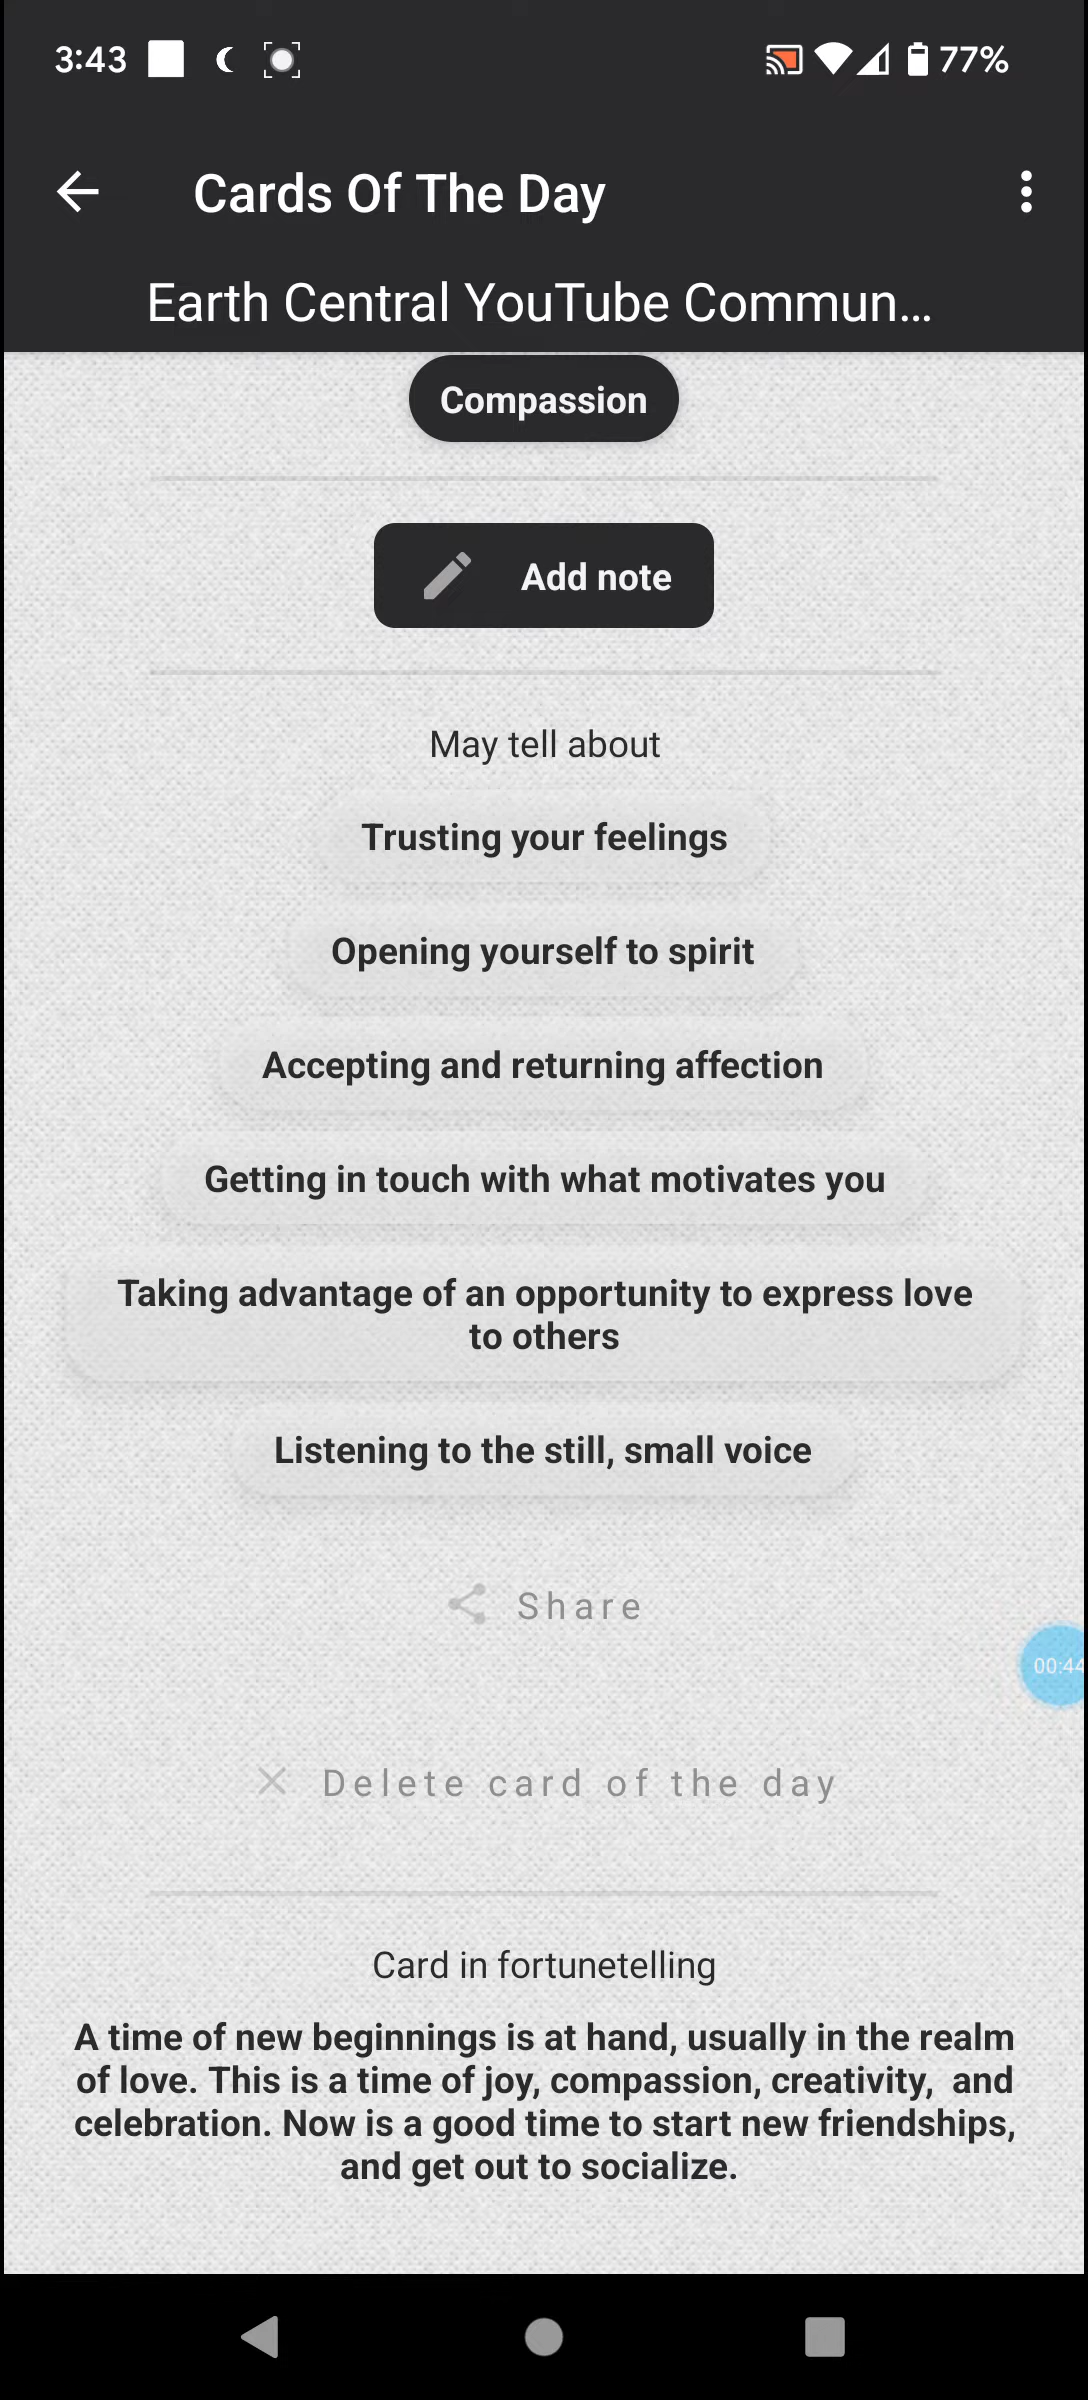 3:43
77%
Cards Of The Day
Earth Central YouTube Commun...
Compassion
Add note
May tell about
Trusting your feelings
Opening yourself to spirit
Accepting and returning affection
Getting in touch with what motivates you
Taking advantage of an opportunity to express love
to others
Listening to the still, small voice
Share
00:44
Delete card of the day
Card in fortunetelling
A time of new beginnings is at hand, usually in the realm
of love. This is a time of joy, compassion, creativity,  and
celebration. Now is a good time to start new friendships,
and get out to socialize.